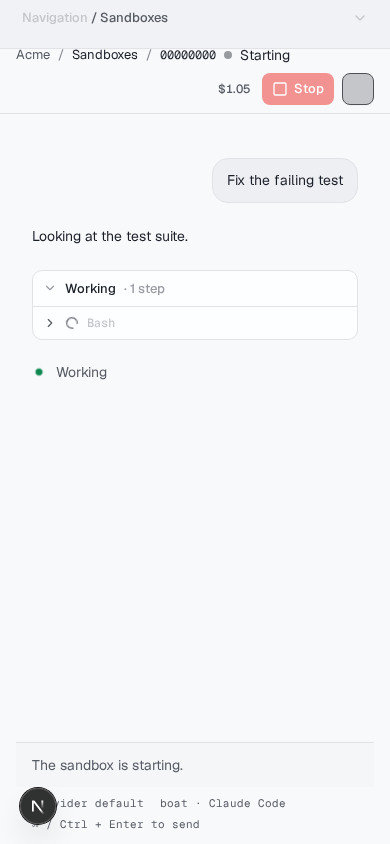 Navigation / Sandboxes
Acme / Sandboxes / 00000000 Starting
$1.05 Stop
Fix the failing test
Looking at the test suite.
Working · 1 step
Bash
Working
The sandbox is starting.
N
default boat · Claude Code
/ Ctrl + Enter to send